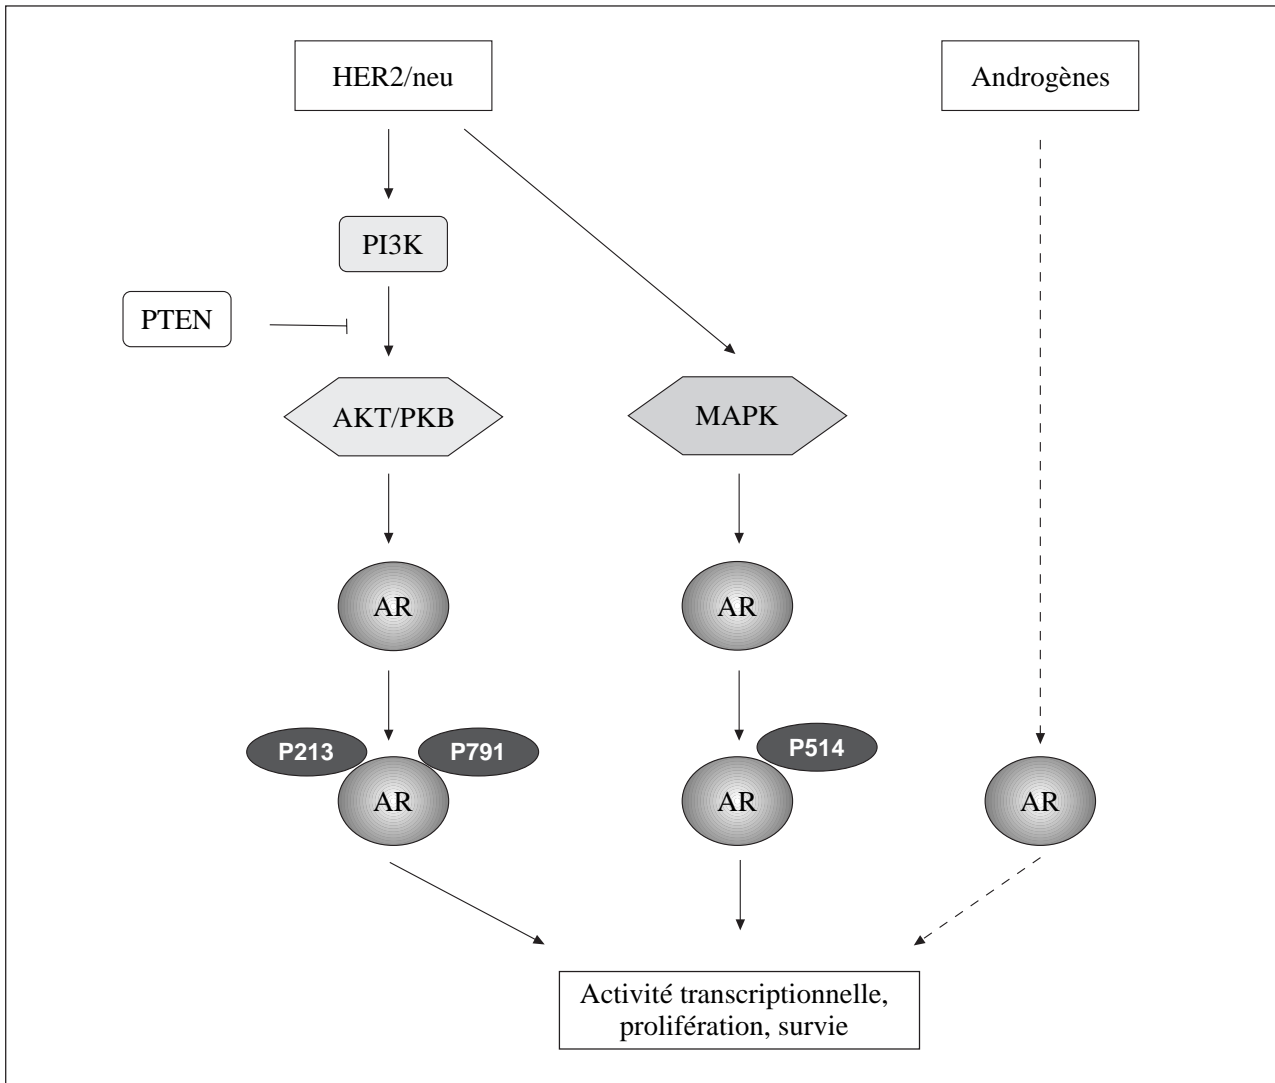 HER2/neu
Androgènes
PI3K
PTEN
AKT/PKB
MAPK
AR
AR
P213
P791
P514
AR
AR
AR
Activité transcriptionnelle,
prolifération, survie